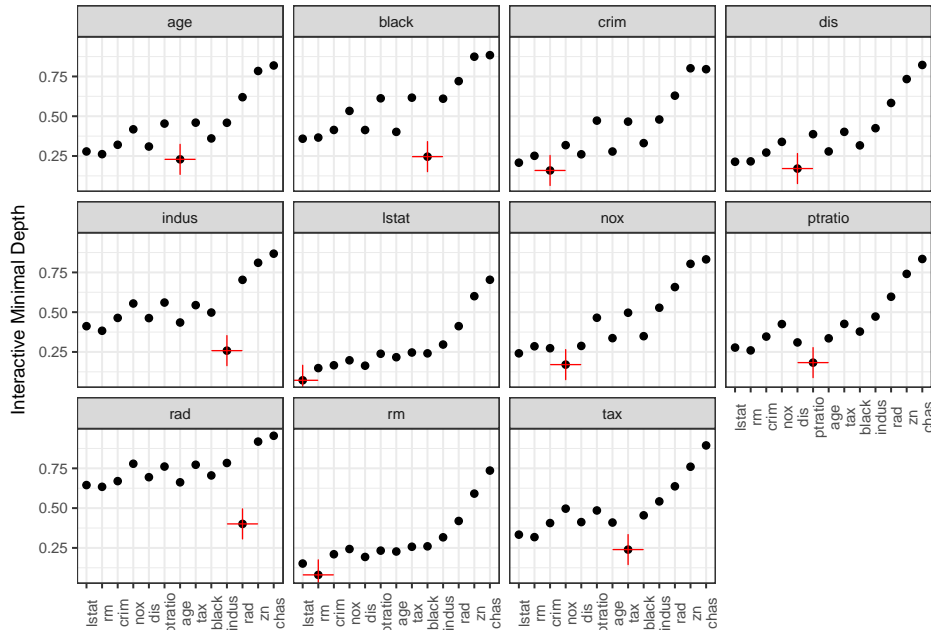 age black crim dis
0.75
0.50
0.25
indus lstat nox ptratio
0.75
0.50
0.25
Interactive Minimal Depth
lstat rm crim nox dis ptratio age tax black indus rad zn chas
rad rm tax
0.75
0.50
0.25
lstat rm crim nox dis ptratio age tax black indus rad zn chas
lstat rm crim nox dis ptratio age tax black indus rad zn chas
lstat rm crim nox dis ptratio age tax black indus rad zn chas